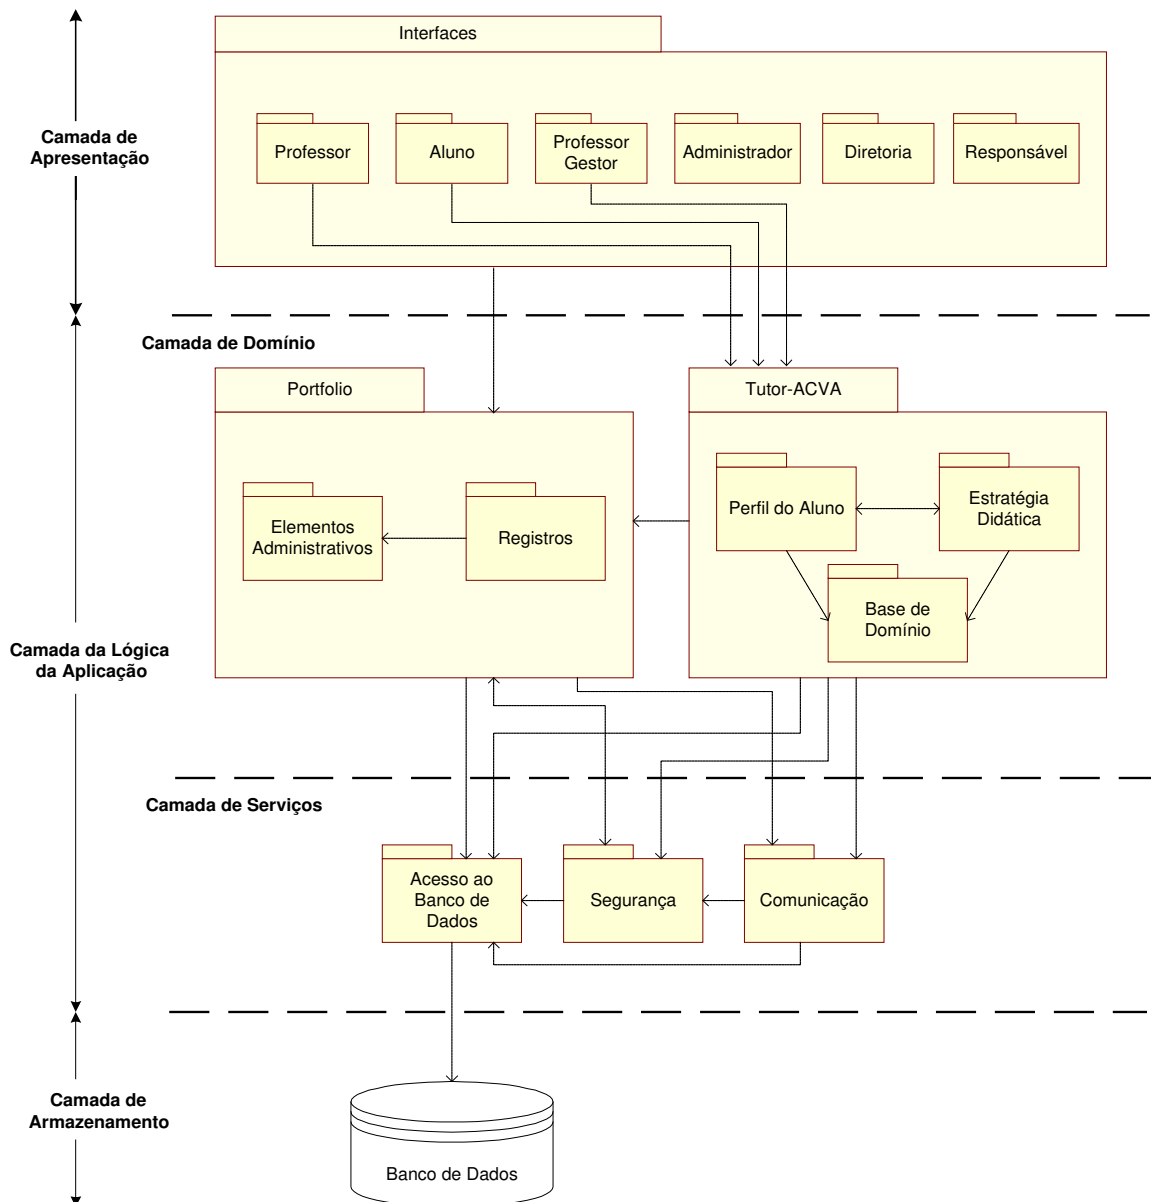 Interfaces
Camada de
Apresentação
Professor
Aluno
Professor
Gestor
Administrador
Diretoria
Responsável
Camada de Domínio
Portfolio
Tutor-ACVA
Elementos
Administrativos
Registros
Perfil do Aluno
Estratégia
Didática
Base de
Domínio
Camada da Lógica
da Aplicação
Camada de Serviços
Acesso ao
Banco de
Dados
Segurança
Comunicação
Camada de
Armazenamento
Banco de Dados